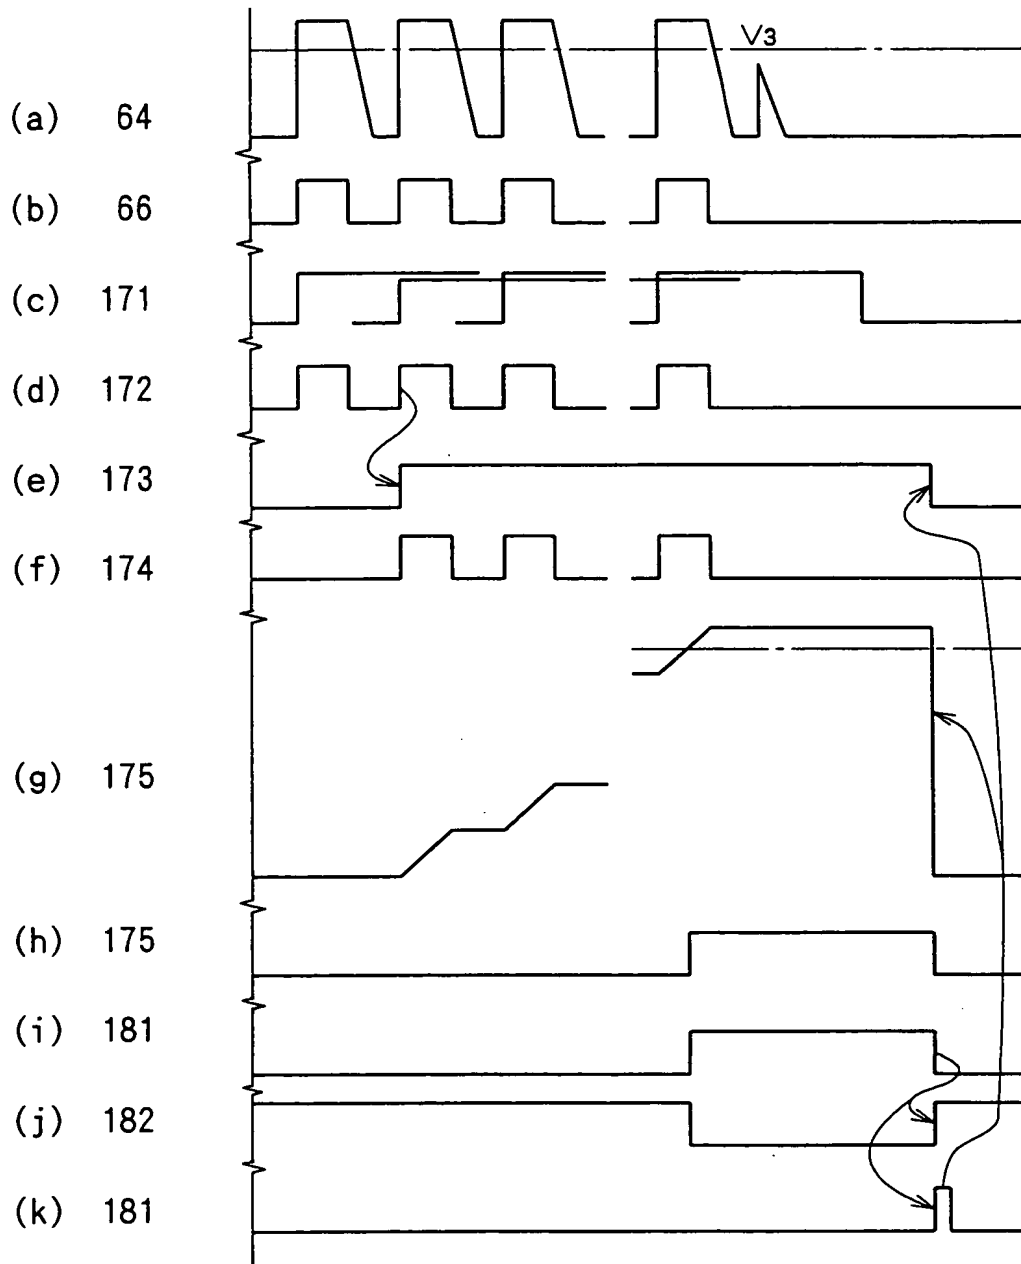 V3
(a) 64
(b) 66
(c) 171
(d) 172
(e) 173
(f) 174
(g) 175
(h) 175
(i) 181
(j) 182
(k) 181